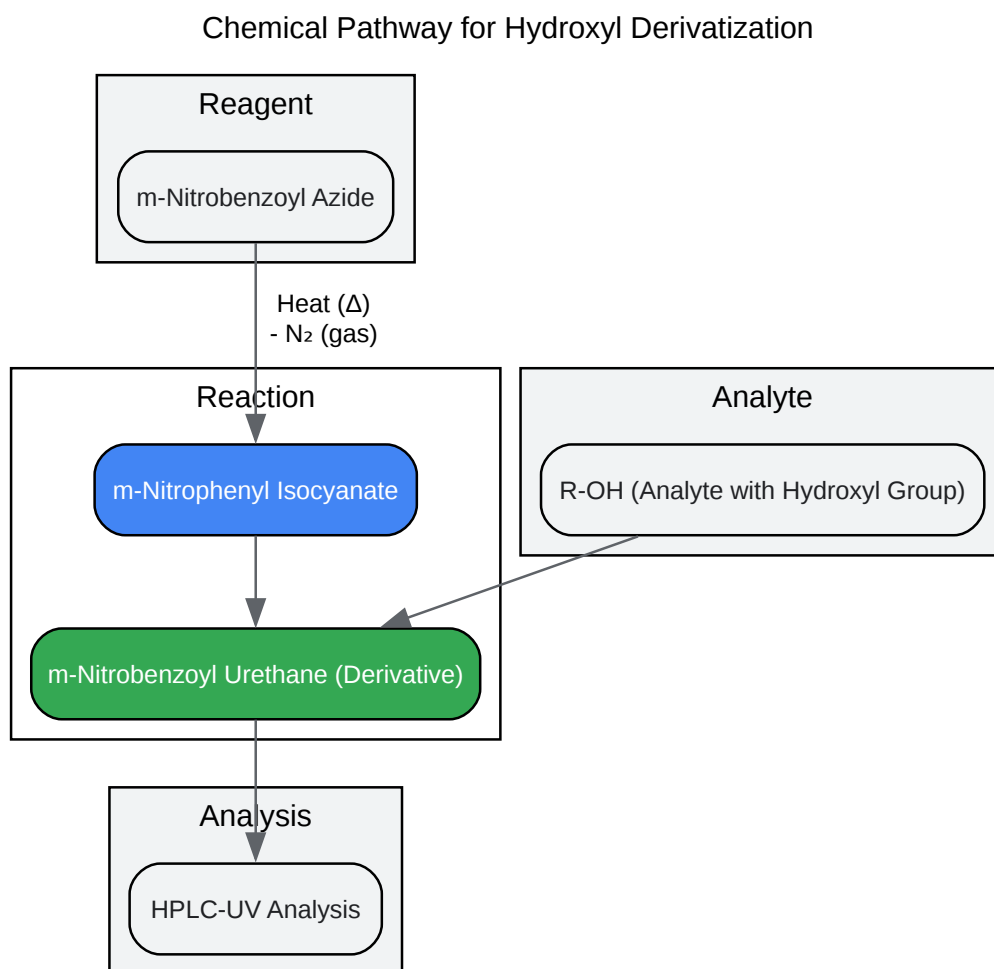 Chemical Pathway for Hydroxyl Derivatization
Reagent
m-Nitrobenzoyl Azide
Heat (Δ)
- N₂ (gas)
Reaction
Analyte
m-Nitrophenyl Isocyanate
R-OH (Analyte with Hydroxyl Group)
m-Nitrobenzoyl Urethane (Derivative)
Analysis
HPLC-UV Analysis